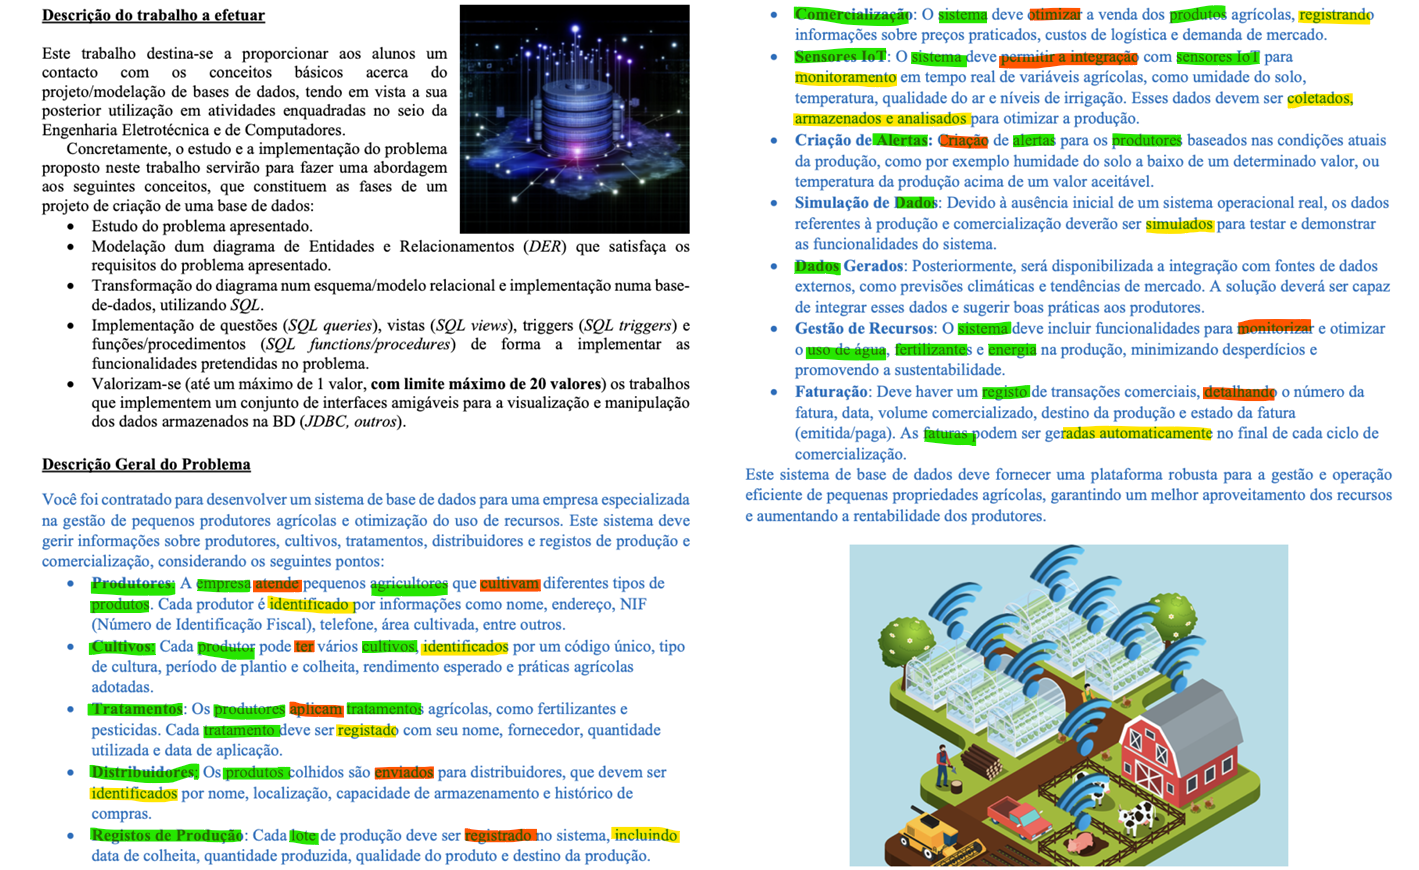 Descrição do trabalho a efetuar
Este trabalho destina-se a proporcionar aos alunos um
contacto com os conceitos básicos acerca do
projeto/modelação de bases de dados, tendo em vista a sua
posterior utilização em atividades enquadradas no seio da
Engenharia Eletrotécnica e de Computadores.
Concretamente, o estudo e a implementação do problema
proposto neste trabalho servirão para fazer uma abordagem
aos seguintes conceitos, que constituem as fases de um
projeto de criação de uma base de dados:
• Estudo do problema apresentado.
• Modelação dum diagrama de Entidades e Relacionamentos (DER) que satisfaça os
requisitos do problema apresentado.
• Transformação do diagrama num esquema/modelo relacional e implementação numa base-
de-dados, utilizando SQL.
• Implementação de questões (SQL queries), vistas (SQL views), triggers (SQL triggers) e
funções/procedimentos (SQL functions/procedures) de forma a implementar as
funcionalidades pretendidas no problema.
• Valorizam-se (até um máximo de 1 valor, com limite máximo de 20 valores) os trabalhos
que implementem um conjunto de interfaces amigáveis para a visualização e manipulação
dos dados armazenados na BD (JDBC, outros).
Descrição Geral do Problema
Você foi contratado para desenvolver um sistema de base de dados para uma empresa especializada
na gestão de pequenos produtores agrícolas e otimização do uso de recursos. Este sistema deve
gerir informações sobre produtores, cultivos, tratamentos, distribuidores e registos de produção e
comercialização, considerando os seguintes pontos:
• Produtores: A empresa atende pequenos agricultores que cultivam diferentes tipos de
produtos. Cada produtor é identificado por informações como nome, endereço, NIF
(Número de Identificação Fiscal), telefone, área cultivada, entre outros.
• Cultivos: Cada produtor pode ter vários cultivos, identificados por um código único, tipo
de cultura, período de plantio e colheita, rendimento esperado e práticas agrícolas
adotadas.
• Tratamentos: Os produtores aplicam tratamentos agrícolas, como fertilizantes e
pesticidas. Cada tratamento deve ser registado com seu nome, fornecedor, quantidade
utilizada e data de aplicação.
• Distribuidores: Os produtos colhidos são enviados para distribuidores, que devem ser
identificados por nome, localização, capacidade de armazenamento e histórico de
compras.
• Registos de Produção: Cada lote de produção deve ser registrado no sistema, incluindo
data de colheita, quantidade produzida, qualidade do produto e destino da produção.
• Comercialização: O sistema deve otimizar a venda dos produtos agrícolas, registrando
informações sobre preços praticados, custos de logística e demanda de mercado.
• Sensores IoT: O sistema deve permitir a integração com sensores IoT para
monitoramento em tempo real de variáveis agrícolas, como umidade do solo,
temperatura, qualidade do ar e níveis de irrigação. Esses dados devem ser coletados,
armazenados e analisados para otimizar a produção.
• Criação de Alertas: Criação de alertas para os produtores baseados nas condições atuais
da produção, como por exemplo humidade do solo a baixo de um determinado valor, ou
temperatura da produção acima de um valor aceitável.
• Simulação de Dados: Devido à ausência inicial de um sistema operacional real, os dados
referentes à produção e comercialização deverão ser simulados para testar e demonstrar
as funcionalidades do sistema.
• Dados Gerados: Posteriormente, será disponibilizada a integração com fontes de dados
externos, como previsões climáticas e tendências de mercado. A solução deverá ser capaz
de integrar esses dados e sugerir boas práticas aos produtores.
• Gestão de Recursos: O sistema deve incluir funcionalidades para monitorizar e otimizar
o uso de água, fertilizantes e energia na produção, minimizando desperdícios e
promovendo a sustentabilidade.
• Faturação: Deve haver um registo de transações comerciais, detalhando o número da
fatura, data, volume comercializado, destino da produção e estado da fatura
(emitida/paga). As faturas podem ser geradas automaticamente no final de cada ciclo de
comercialização.
Este sistema de base de dados deve fornecer uma plataforma robusta para a gestão e operação
eficiente de pequenas propriedades agrícolas, garantindo um melhor aproveitamento dos recursos
e aumentando a rentabilidade dos produtores.